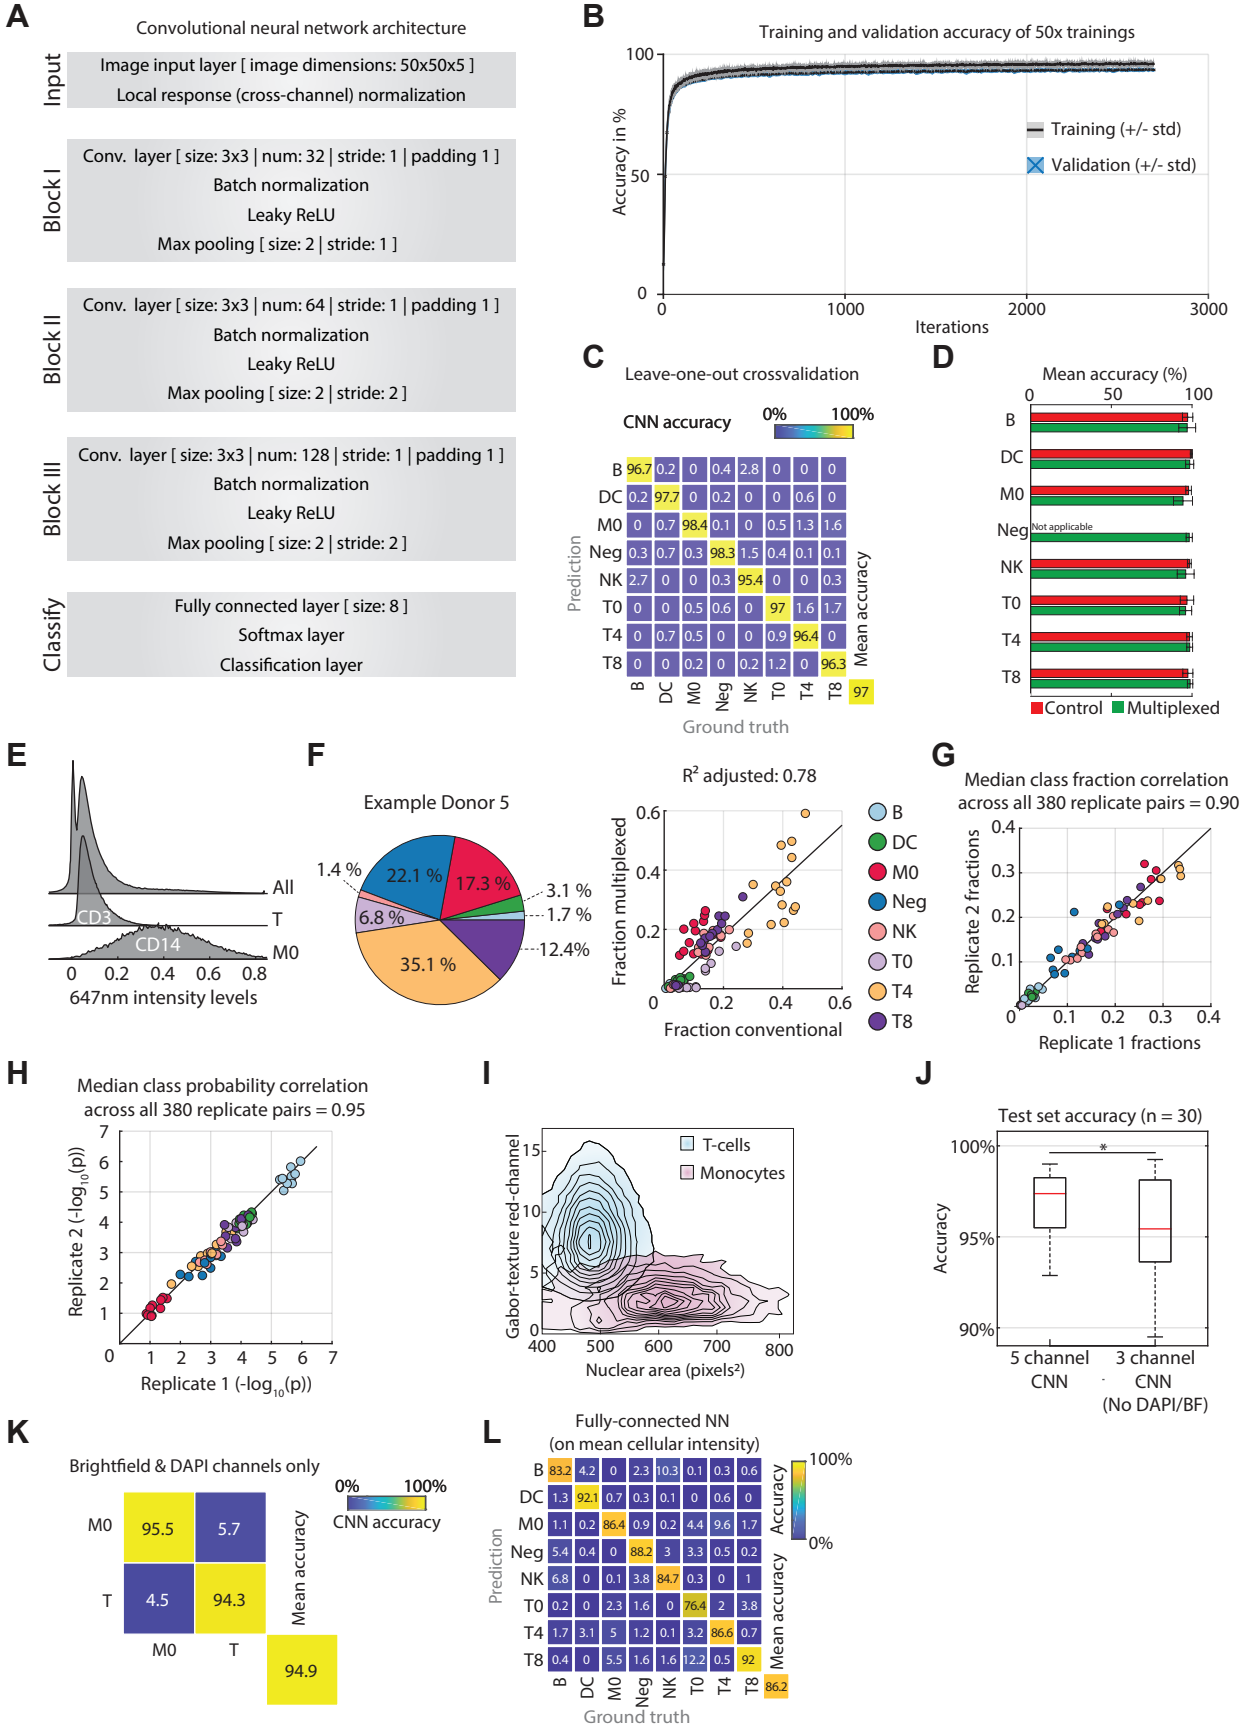 A
Convolutional neural network architecture
Input
Image input layer [ image dimensions: 50x50x5 ]
Local response (cross-channel) normalization
Block I
Conv. layer [ size: 3x3 | num: 32 | stride: 1 | padding 1 ]
Batch normalization
Leaky ReLU
Max pooling [ size: 2 | stride: 1 ]
Block II
Conv. layer [ size: 3x3 | num: 64 | stride: 1 | padding 1 ]
Batch normalization
Leaky ReLU
Max pooling [ size: 2 | stride: 2 ]
Block III
Conv. layer [ size: 3x3 | num: 128 | stride: 1 | padding 1 ]
Batch normalization
Leaky ReLU
Max pooling [ size: 2 | stride: 2 ]
Classify
Fully connected layer [ size: 8 ]
Softmax layer
Classification layer
B
Training and validation accuracy of 50x trainings
Accuracy in %
100
50
0
0 1000 2000 3000
Iterations
Training (+/- std)
Validation (+/- std)
C
Leave-one-out crossvalidation
CNN accuracy
0% 100%
Prediction
B 96.7 0.2 0 0.4 2.8 0 0 0
DC 0.2 97.7 0 0.2 0 0 0.6 0
M0 0 0.7 98.4 0.1 0 0.5 1.3 1.6
Neg 0.3 0.7 0.3 98.3 1.5 0.4 0.1 0.1
NK 2.7 0 0 0.3 95.4 0 0 0.3
T0 0 0 0.5 0.6 0 97 1.6 1.7
T4 0 0.7 0.5 0 0 0.9 96.4 0
T8 0 0 0.2 0 0.2 1.2 0 96.3
B DC M0 Neg NK T0 T4 T8
Mean accuracy
97
Ground truth
D
Mean accuracy (%)
0 50 100
B
DC
M0
Neg Not applicable
NK
T0
T4
T8
Control Multiplexed
E
All
CD3 T
CD14 M0
0 0.2 0.4 0.6 0.8
647nm intensity levels
F
Example Donor 5
22.1 %
17.3 %
3.1 %
1.7 %
12.4%
35.1 %
6.8 %
1.4 %
R² adjusted: 0.78
Fraction multiplexed
0.6
0.4
0.2
0 0.2 0.4 0.6
Fraction conventional
B
DC
M0
Neg
NK
T0
T4
T8
G
Median class fraction correlation
across all 380 replicate pairs = 0.90
Replicate 2 fractions
0.4
0.3
0.2
0.1
0 0.1 0.2 0.3 0.4
Replicate 1 fractions
H
Median class probability correlation
across all 380 replicate pairs = 0.95
Replicate 2 (-log10(p))
7
6
5
4
3
2
1
0 1 2 3 4 5 6 7
Replicate 1 (-log10(p))
I
Gabor-texture red-channel
15
10
5
0
400 500 600 700 800
Nuclear area (pixels²)
T-cells
Monocytes
J
Test set accuracy (n = 30)
Accuracy
100%
95%
90%
*
5 channel
CNN
3 channel
CNN
(No DAPI/BF)
K
Brightfield & DAPI channels only
0% 100%
CNN accuracy
M0 95.5 5.7
T 4.5 94.3
M0 T
Mean accuracy
94.9
L
Fully-connected NN
(on mean cellular intensity)
100%
0%
Accuracy
Prediction
B 83.2 4.2 0 2.3 10.3 0.1 0.3 0.6
DC 1.3 92.1 0.7 0.3 0.1 0 0.6 0
M0 1.1 0.2 86.4 0.9 0.2 4.4 9.6 1.7
Neg 5.4 0.4 0 88.2 3 3.3 0.5 0.2
NK 6.8 0 0.1 3.8 84.7 0.3 0 1
T0 0.2 0 2.3 1.6 0 76.4 2 3.8
T4 1.7 3.1 5 1.2 0.1 3.2 86.6 0.7
T8 0.4 0 5.5 1.6 1.6 12.2 0.5 92
B DC M0 Neg NK T0 T4 T8
Mean accuracy
86.2
Ground truth